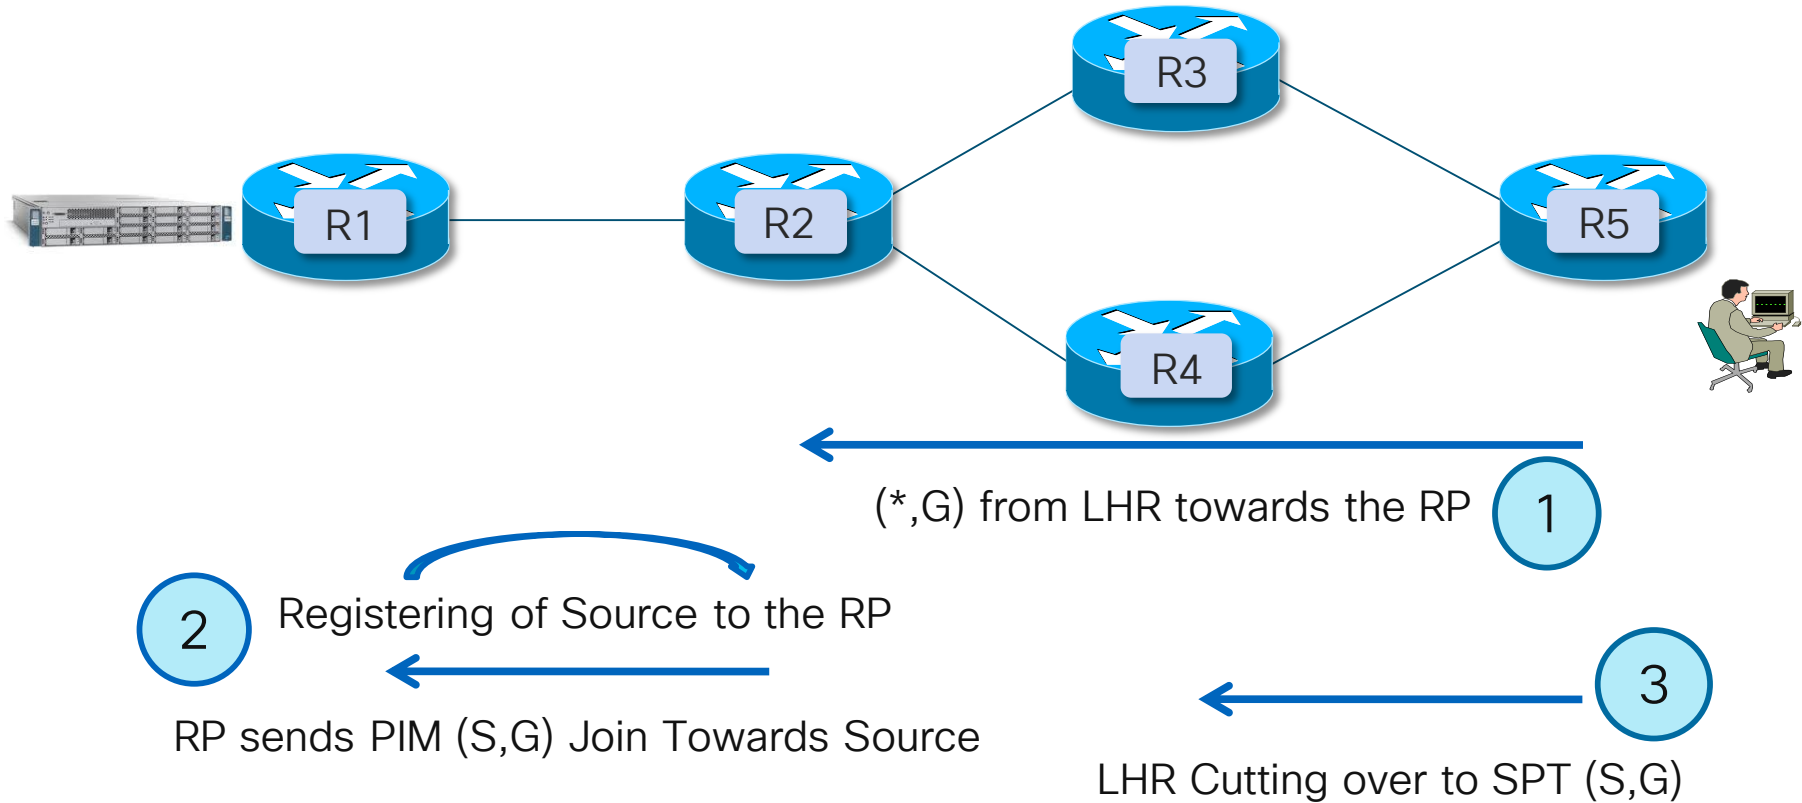 R3
R1
R2
R5
R4
(*,G) from LHR towards the RP
1
2
Registering of Source to the RP
3
RP sends PIM (S,G) Join Towards Source
LHR Cutting over to SPT (S,G)